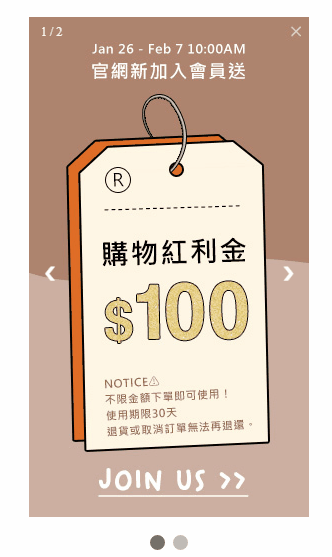 1/2
Jan 26 - Feb 7 10:00AM
官網新加入會員送
R
購物紅利金
$100
NOTICE⚠
不限金額下單即可使用！
使用期限30天
退貨或取消訂單無法再退還。
JOIN US >>